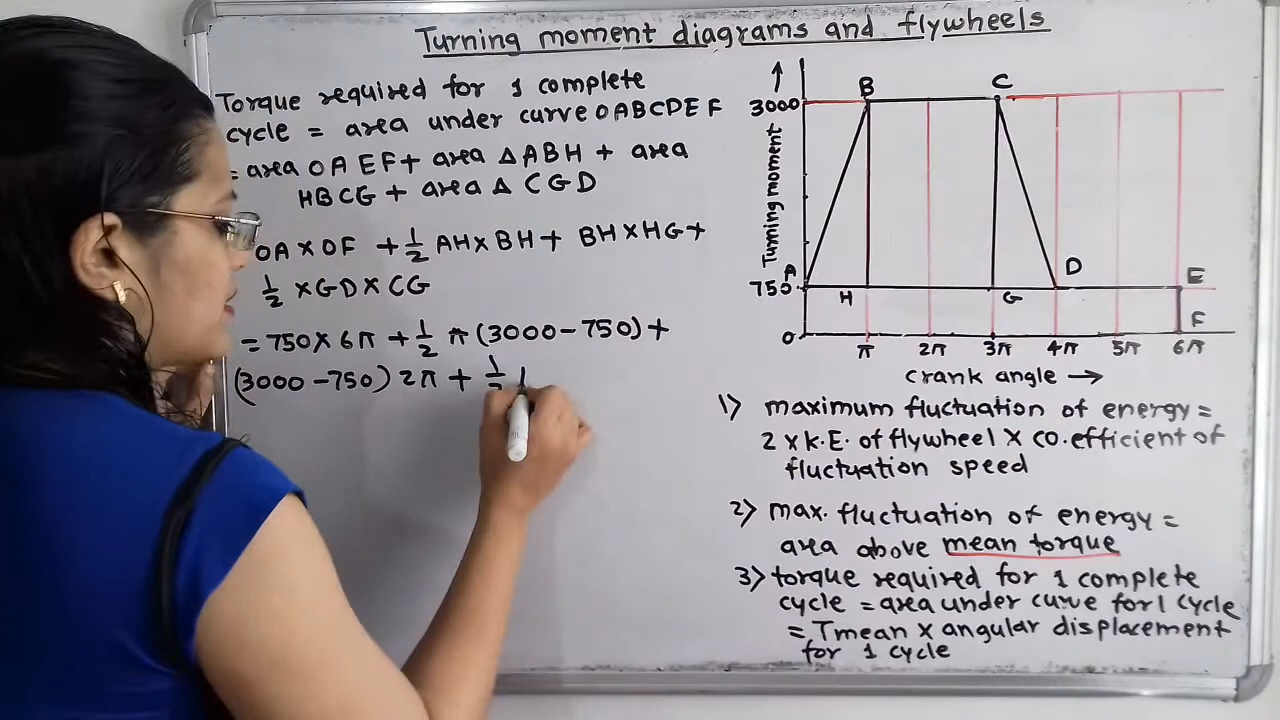 Turning moment diagrams and flywheels
Torque required for 1 complete
cycle = area under curve OABCDEF
= area OAEF + area △ABH + area
HBCG + area △ CGD
OA × OF + 1/2 AH × BH + BH × HG +
1/2 × GD × CG
= 750 × 6π + 1/2 π (3000 - 750) +
(3000 - 750) 2π + 1/2
Turning moment →
3000
750
0
A
B
C
D
E
F
H
G
π 2π 3π 4π 5π 6π
Crank angle →
1) maximum fluctuation of energy =
2 × K.E. of flywheel × co.efficient of
fluctuation speed
2) max. fluctuation of energy =
area above mean torque
3) torque required for 1 complete
cycle = area under curve for 1 cycle
= Tmean × angular displacement
for 1 cycle